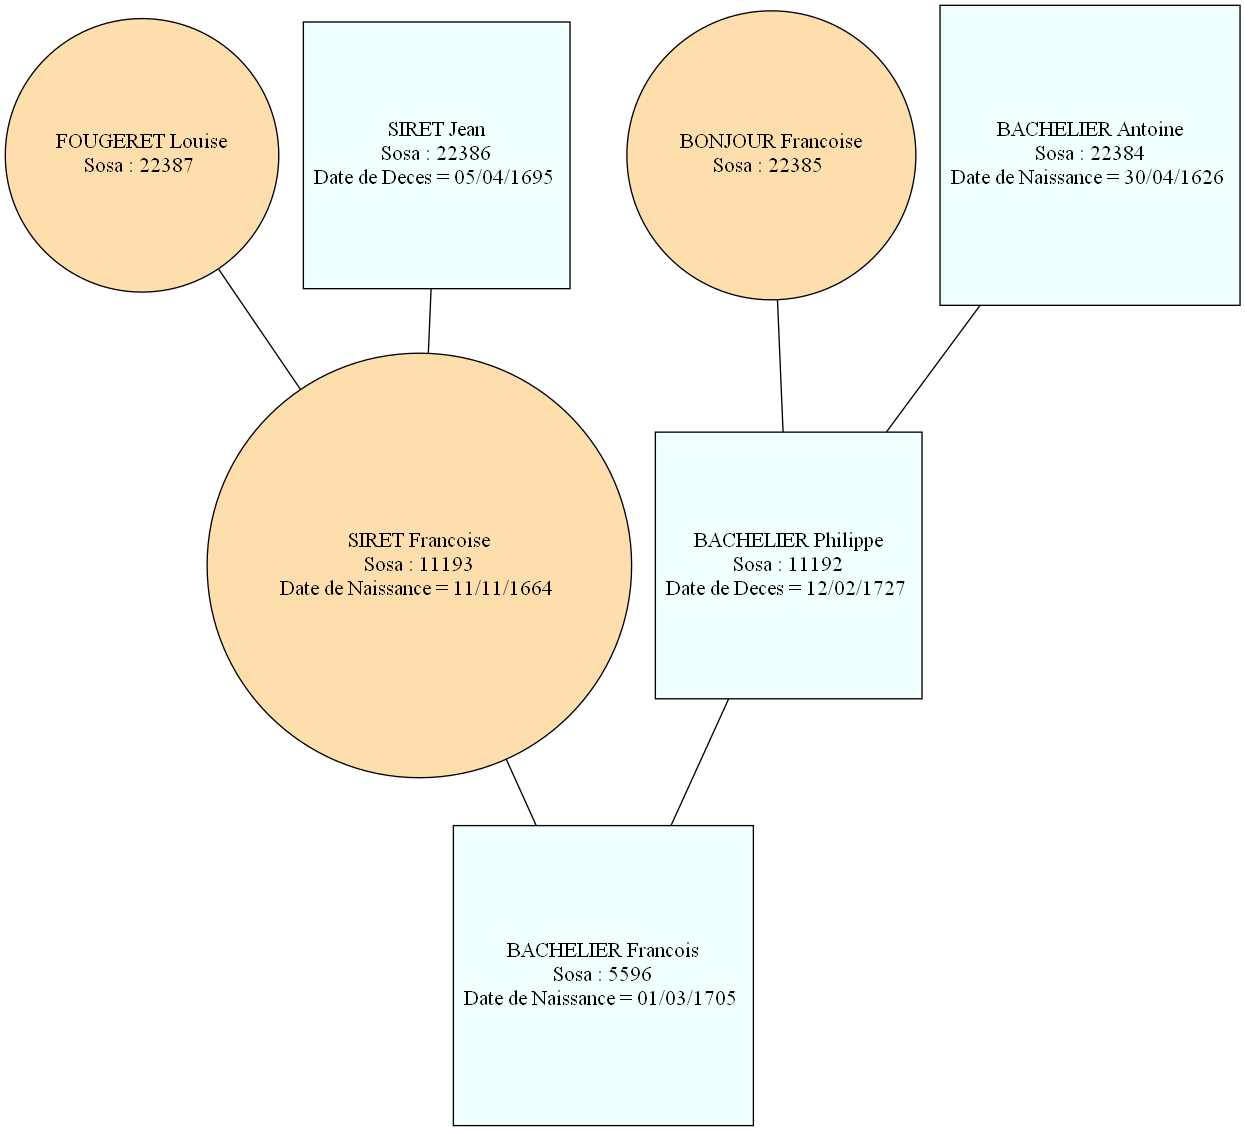 FOUGERET Louise
Sosa : 22387
SIRET Jean
Sosa : 22386
Date de Deces = 05/04/1695
BONJOUR Francoise
Sosa : 22385
BACHELIER Antoine
Sosa : 22384
Date de Naissance = 30/04/1626
SIRET Francoise
Sosa : 11193
Date de Naissance = 11/11/1664
BACHELIER Philippe
Sosa : 11192
Date de Deces = 12/02/1727
BACHELIER Francois
Sosa : 5596
Date de Naissance = 01/03/1705